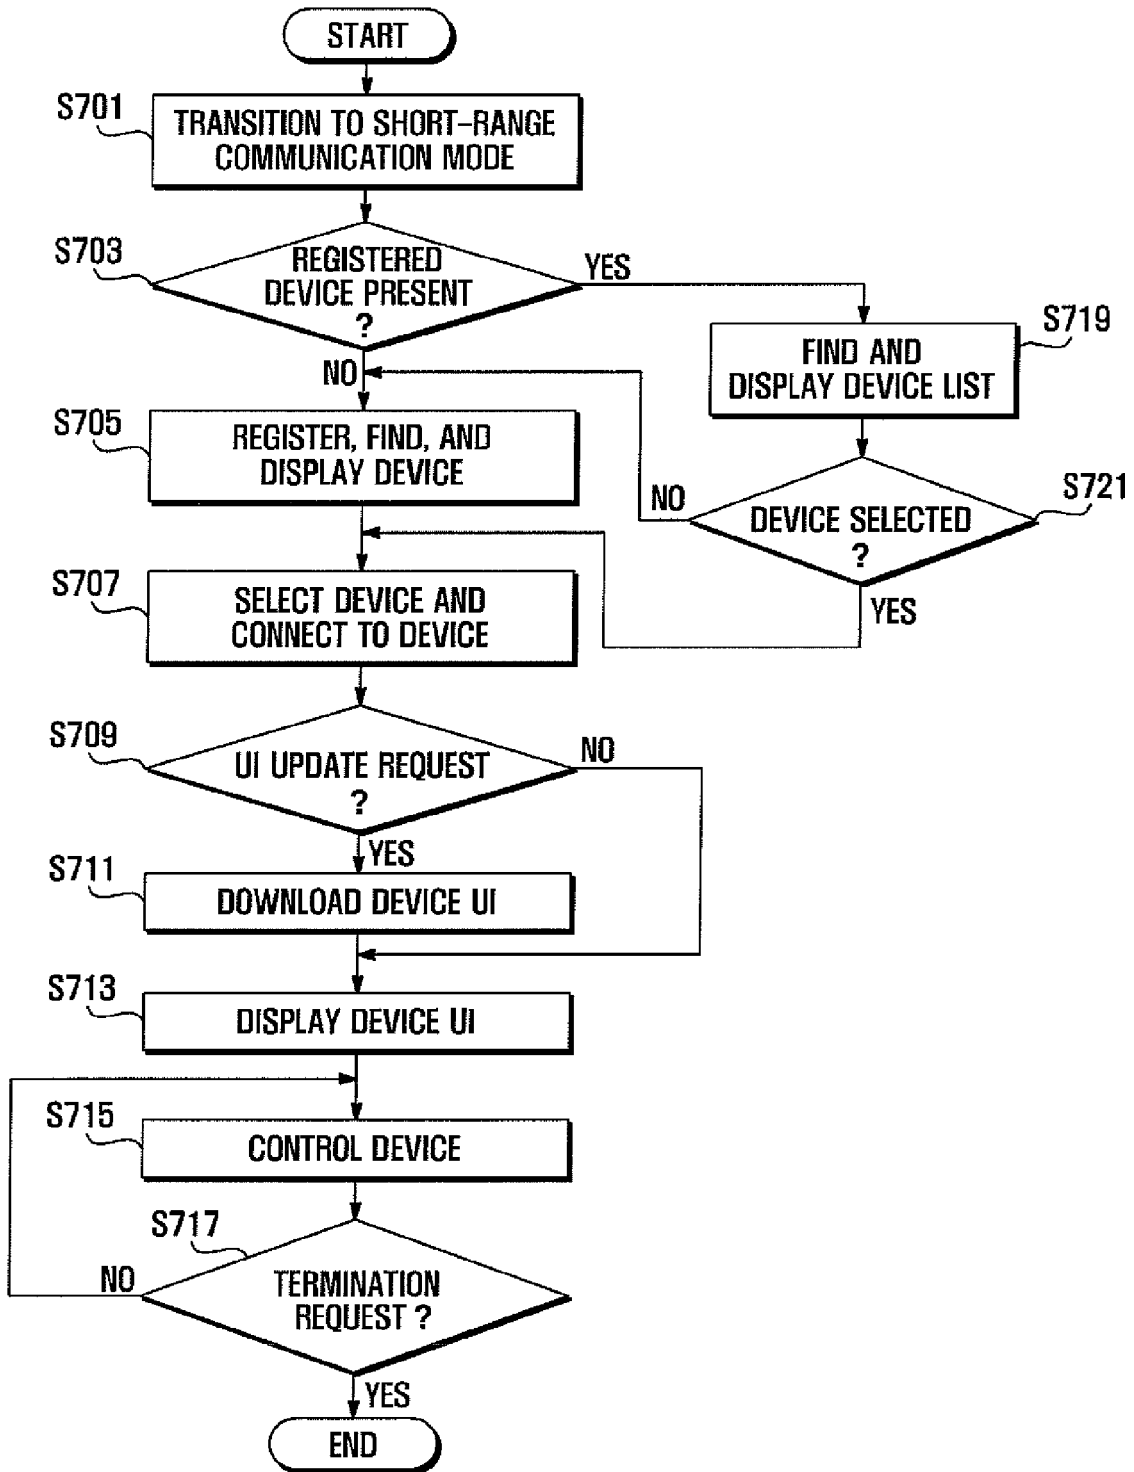 START
S701
TRANSITION TO SHORT-RANGE
COMMUNICATION MODE
S703
REGISTERED
DEVICE PRESENT
?
YES
NO
S719
FIND AND
DISPLAY DEVICE LIST
S705
REGISTER, FIND, AND
DISPLAY DEVICE
S721
DEVICE SELECTED
?
NO
YES
S707
SELECT DEVICE AND
CONNECT TO DEVICE
S709
UI UPDATE REQUEST
?
NO
YES
S711
DOWNLOAD DEVICE UI
S713
DISPLAY DEVICE UI
S715
CONTROL DEVICE
S717
TERMINATION
REQUEST ?
NO
YES
END